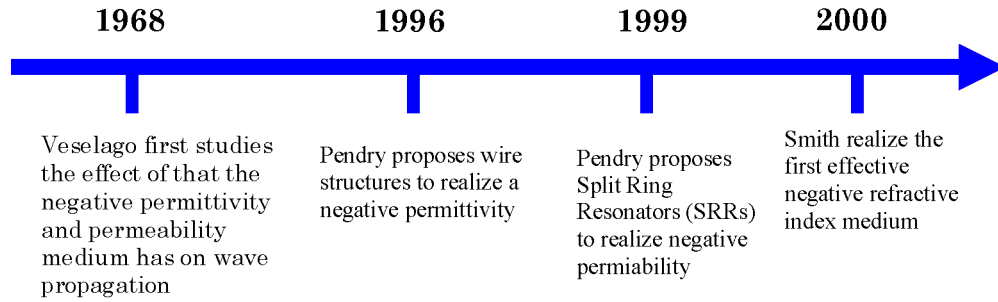 1968
1996
1999
2000
Veselago first studies
the effect of that the
negative permittivity
and permeability
medium has on wave
propagation
Pendry proposes wire
structures to realize a
negative permittivity
Pendry proposes
Split Ring
Resonators (SRRs)
to realize negative
permiability
Smith realize the
first effective
negative refractive
index medium